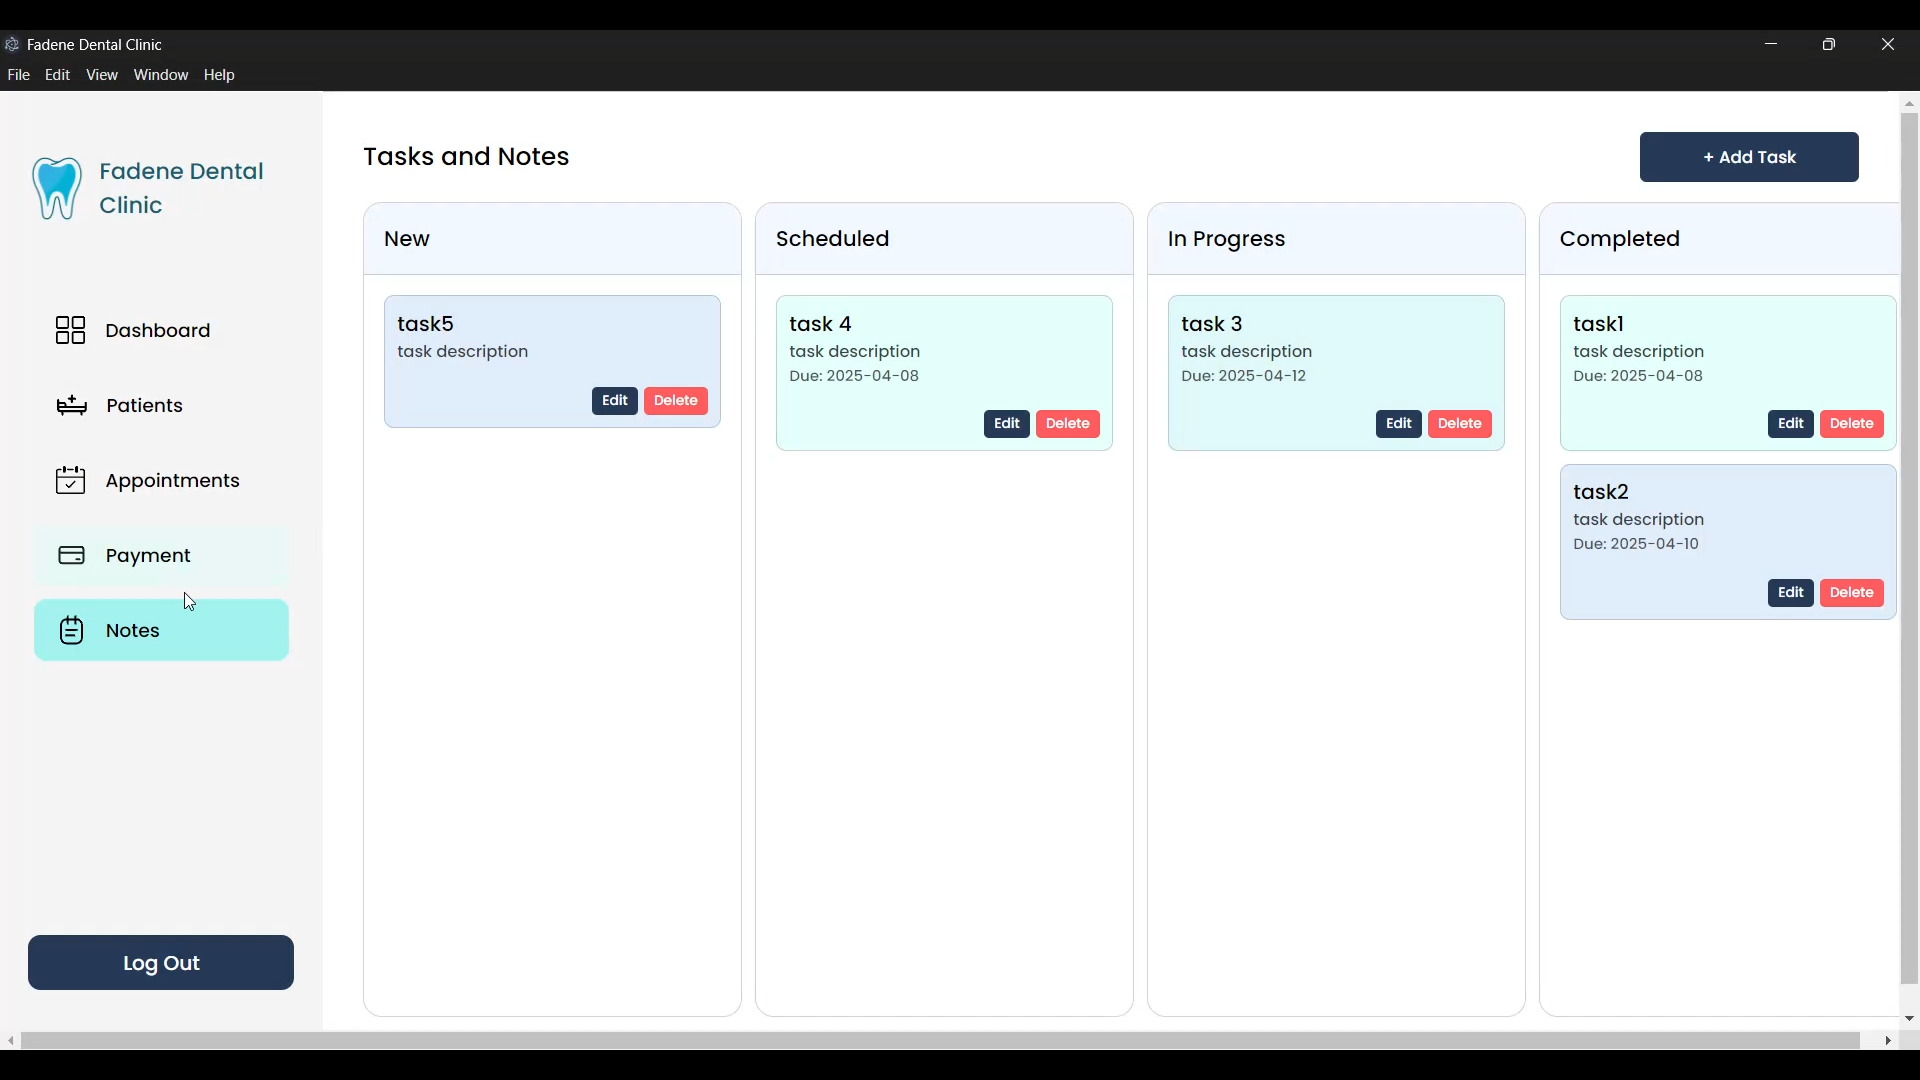 Fadene Dental Clinic
File Edit View Window Help
Fadene Dental
Clinic
Dashboard
Patients
Appointments
Payment
Notes
Log Out
Tasks and Notes
+ Add Task
New
task5
task description
Edit Delete
Scheduled
task 4
task description
Due: 2025-04-08
Edit Delete
In Progress
task 3
task description
Due: 2025-04-12
Edit Delete
Completed
task1
task description
Due: 2025-04-08
Edit Delete
task2
task description
Due: 2025-04-10
Edit Delete